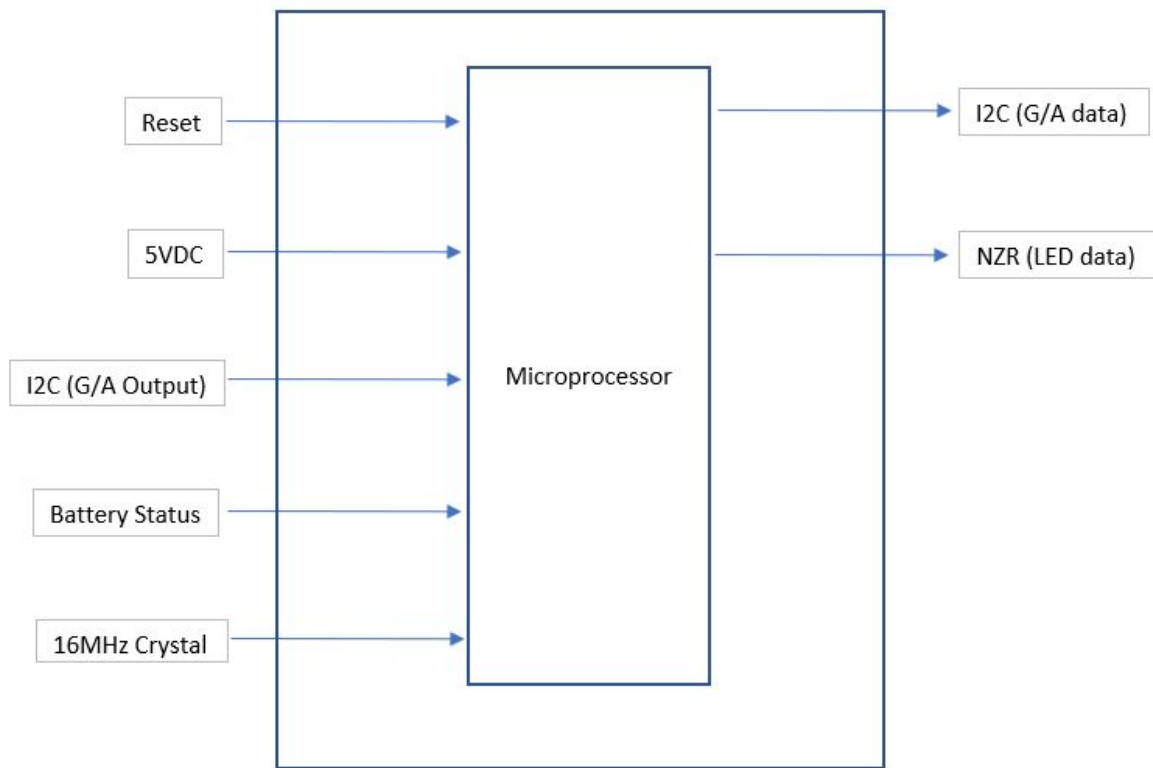 Reset
5VDC
I2C (G/A Output)
Battery Status
16MHz Crystal
Microprocessor
I2C (G/A data)
NZR (LED data)